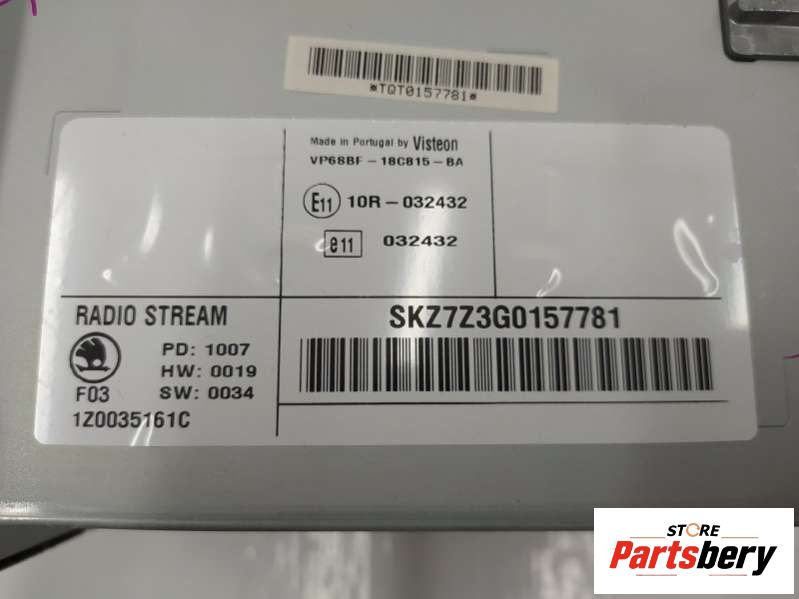 *TQT0157781*
Made in Portugal by Visteon
VP68BF-18C815-BA
E11 10R-032432
e11 032432
RADIO STREAM
PD: 1007
HW: 0019
F03 SW: 0034
1Z0035161C
SKZ7Z3G0157781
STORE
Partsbery